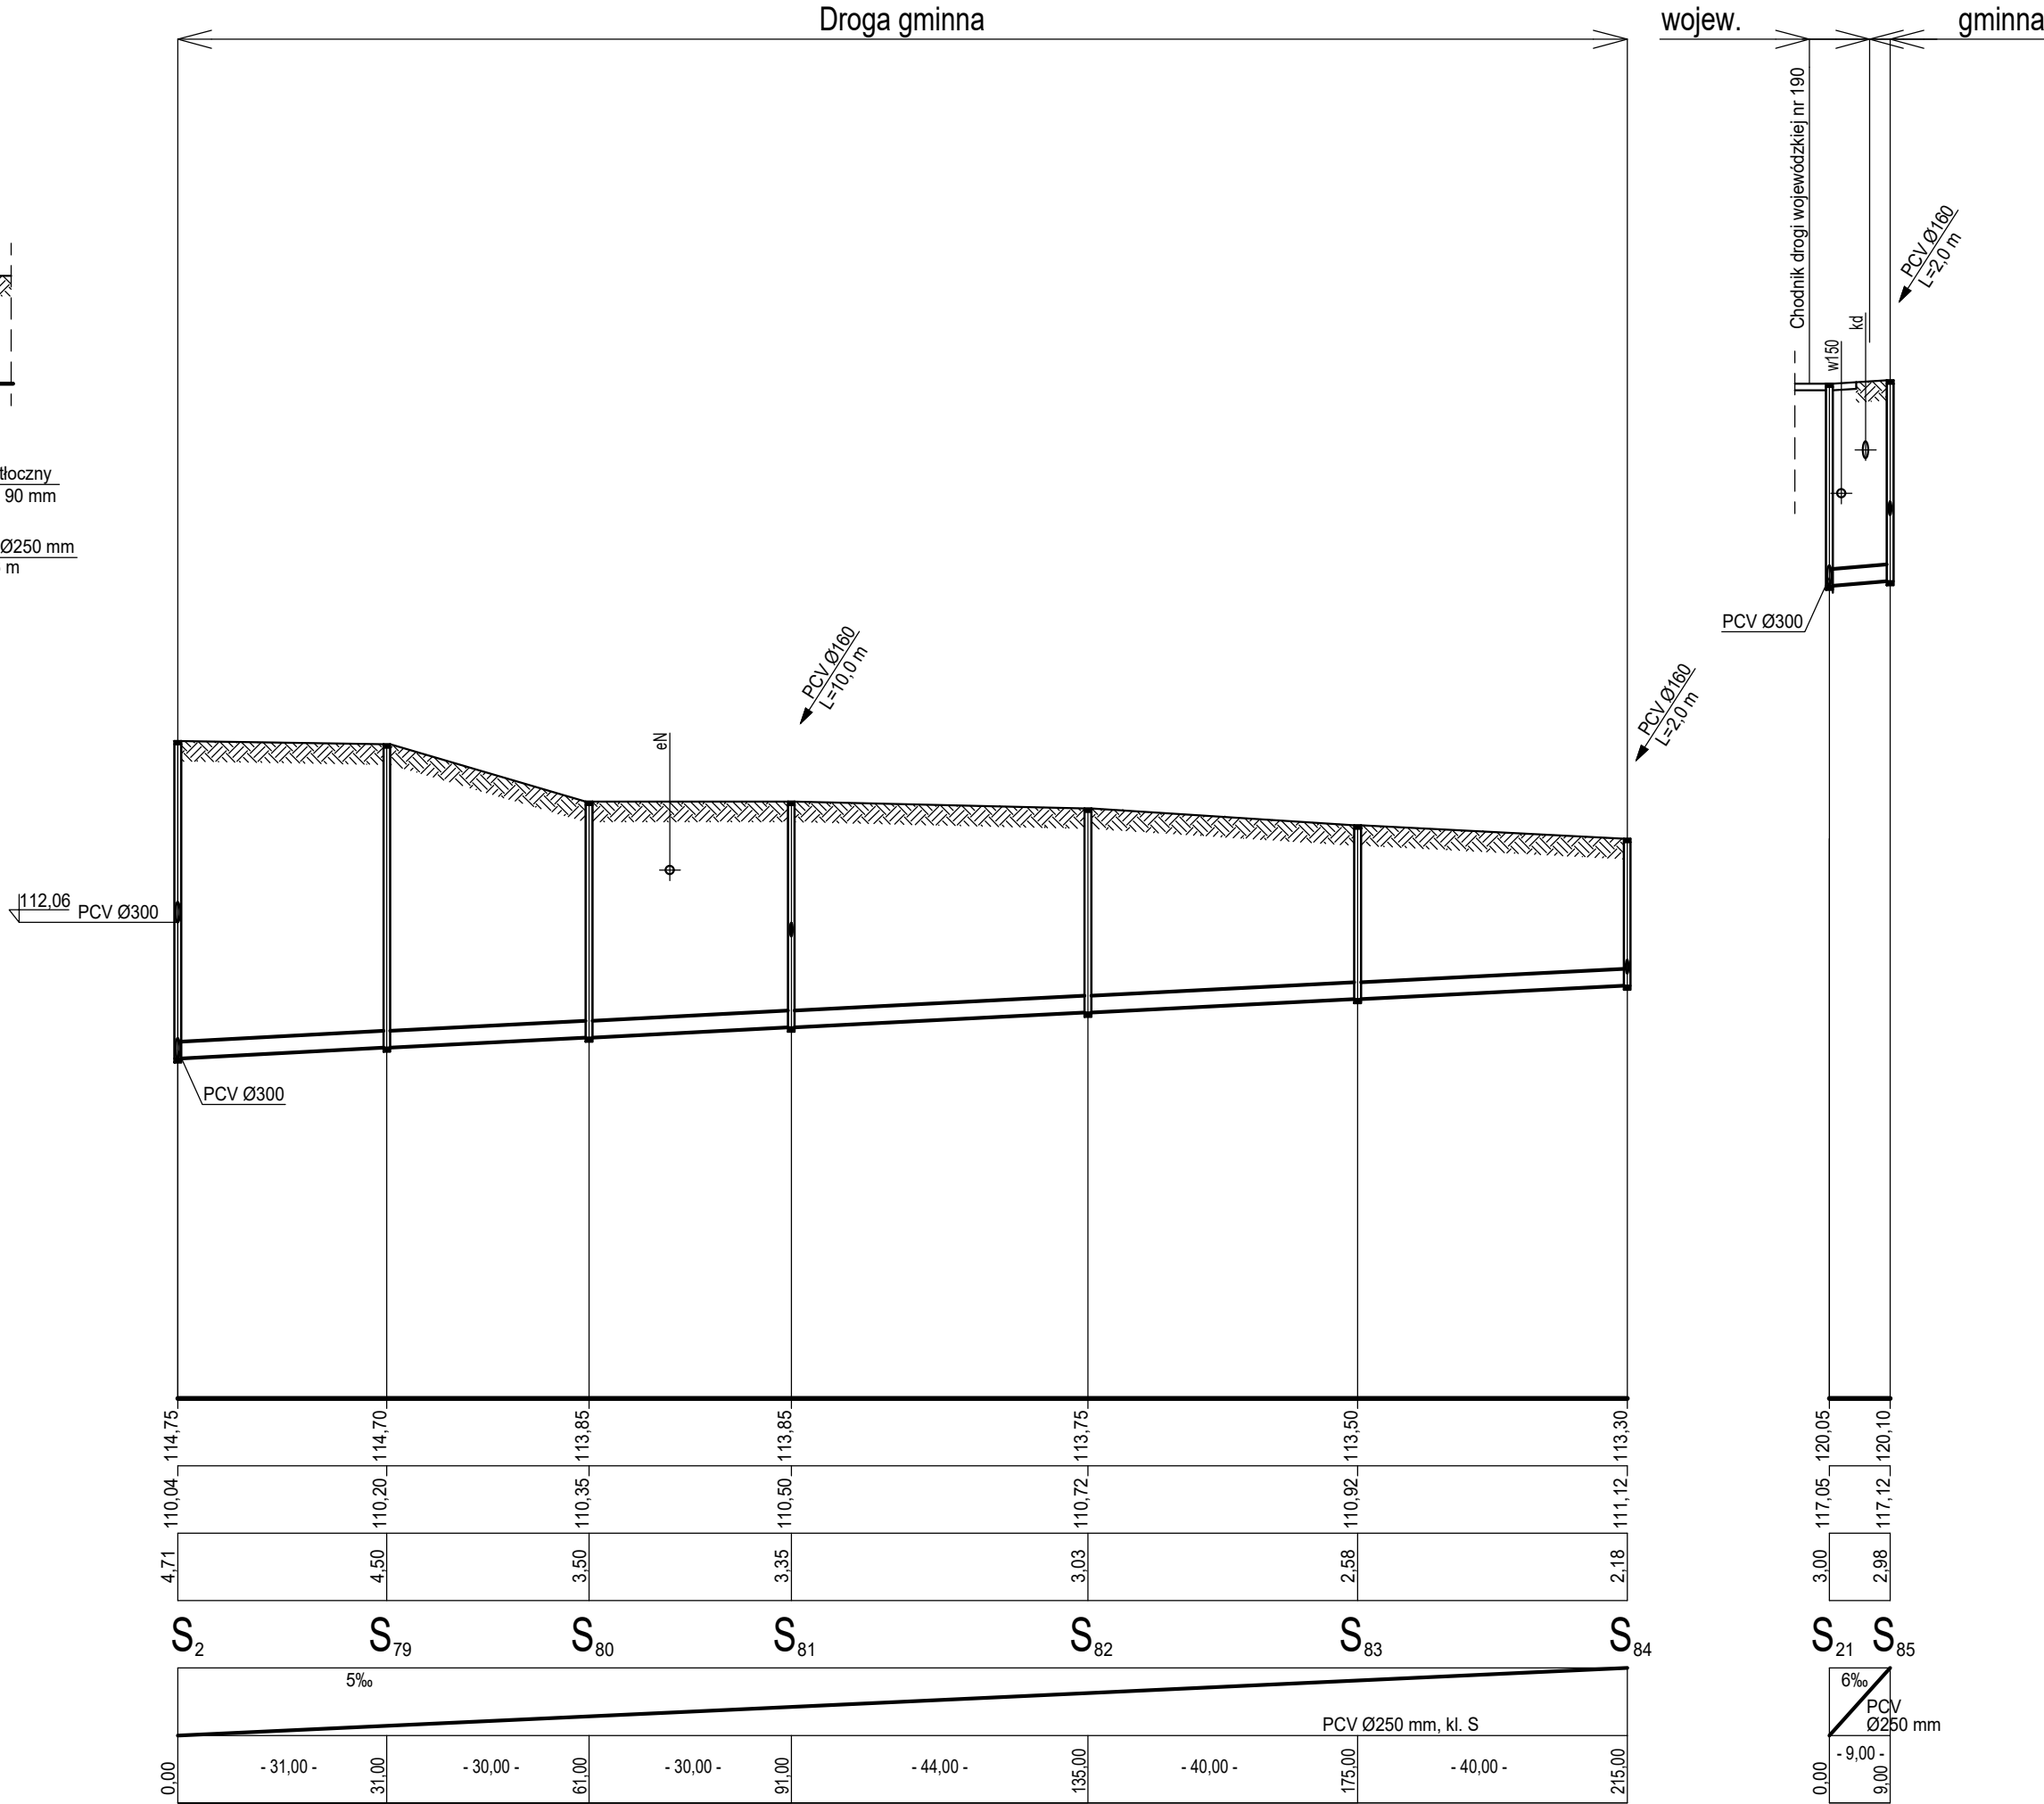 Droga gminna
wojew.
gminna
Chodnik drogi wojewódzkiej nr 190
PCV Ø160
L=2,0 m
kd
w150
tłoczny
90 mm
Ø250 mm
m
PCV Ø300
PCV Ø160
L=10,0 m
PCV Ø160
L=2,0 m
eN
112,06
PCV Ø300
PCV Ø300
114,75 114,70 113,85 113,85 113,75 113,50 113,30 120,05 120,10
110,04 110,20 110,35 110,50 110,72 110,92 111,12 117,05 117,12
4,71 4,50 3,50 3,35 3,03 2,58 2,18 3,00 2,98
S2 S79 S80 S81 S82 S83 S84 S21 S85
5‰
6‰
PCV
Ø250 mm
PCV Ø250 mm, kl. S
0,00 - 31,00 - 31,00 - 30,00 - 61,00 - 30,00 - 91,00 - 44,00 - 135,00 - 40,00 - 175,00 - 40,00 - 215,00
0,00 - 9,00 - 9,00